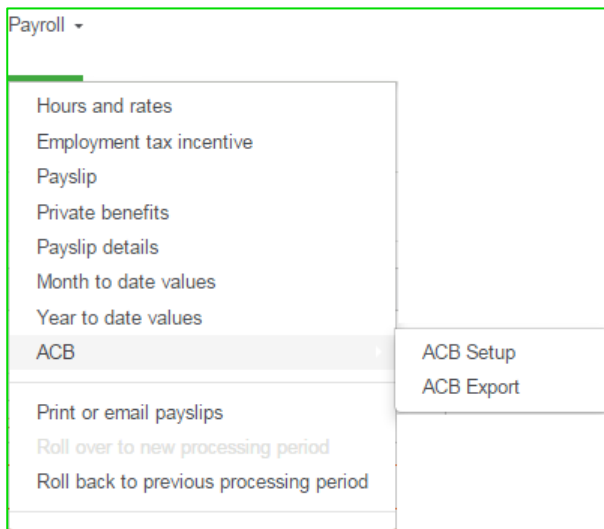 Payroll
Hours and rates
Employment tax incentive
Payslip
Private benefits
Payslip details
Month to date values
Year to date values
ACB
ACB Setup
ACB Export
Print or email payslips
Roll over to new processing period
Roll back to previous processing period